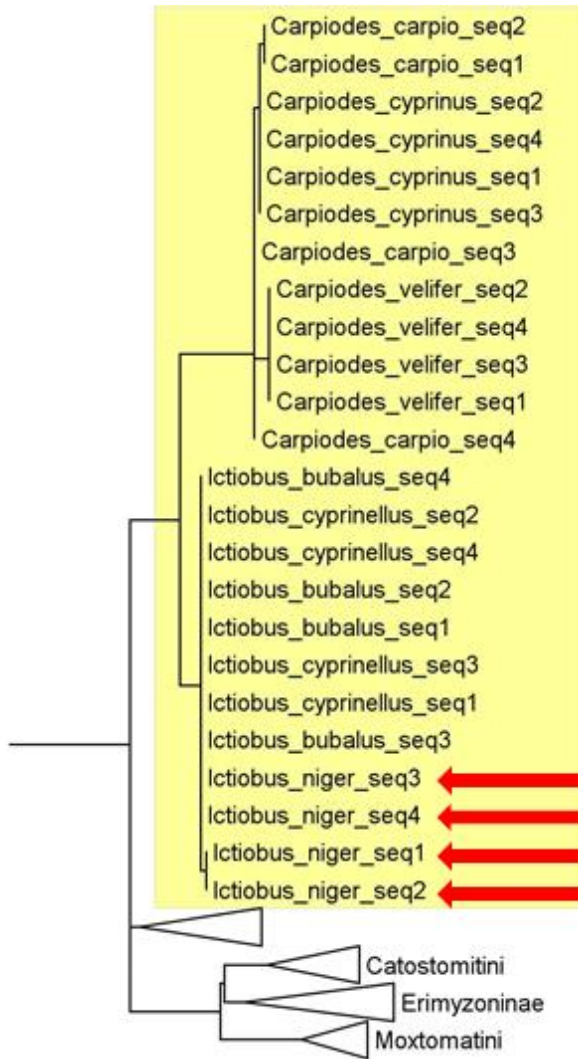 Carpiodes_carpio_seq2
Carpiodes_carpio_seq1
Carpiodes_cyprinus_seq2
Carpiodes_cyprinus_seq4
Carpiodes_cyprinus_seq1
Carpiodes_cyprinus_seq3
Carpiodes_carpio_seq3
Carpiodes_velifer_seq2
Carpiodes_velifer_seq4
Carpiodes_velifer_seq3
Carpiodes_velifer_seq1
Carpiodes_carpio_seq4
Ictiobus_bubalus_seq4
Ictiobus_cyprinellus_seq2
Ictiobus_cyprinellus_seq4
Ictiobus_bubalus_seq2
Ictiobus_bubalus_seq1
Ictiobus_cyprinellus_seq3
Ictiobus_cyprinellus_seq1
Ictiobus_bubalus_seq3
Ictiobus_niger_seq3
Ictiobus_niger_seq4
Ictiobus_niger_seq1
Ictiobus_niger_seq2
Catostomitini
Erimyzoninae
Moxtomatini